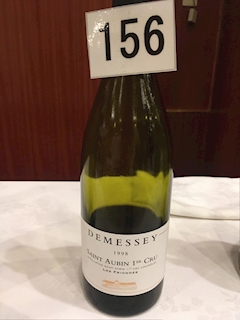 156
DEMESSEY
1998
SAINT AUBIN 1ER CRU
LES FRIONNES